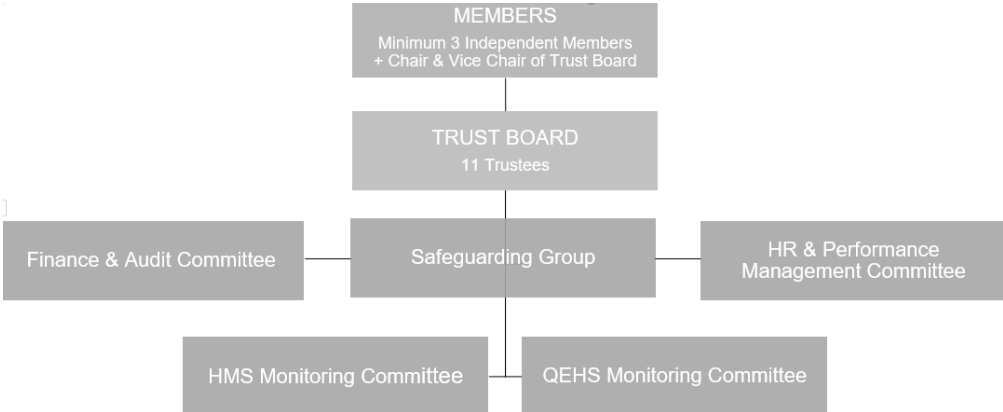 MEMBERS
Minimum 3 Independent Members
+ Chair & Vice Chair of Trust Board
TRUST BOARD
11 Trustees
Finance & Audit Committee
Safeguarding Group
HR & Performance
Management Committee
HMS Monitoring Committee
QEHS Monitoring Committee